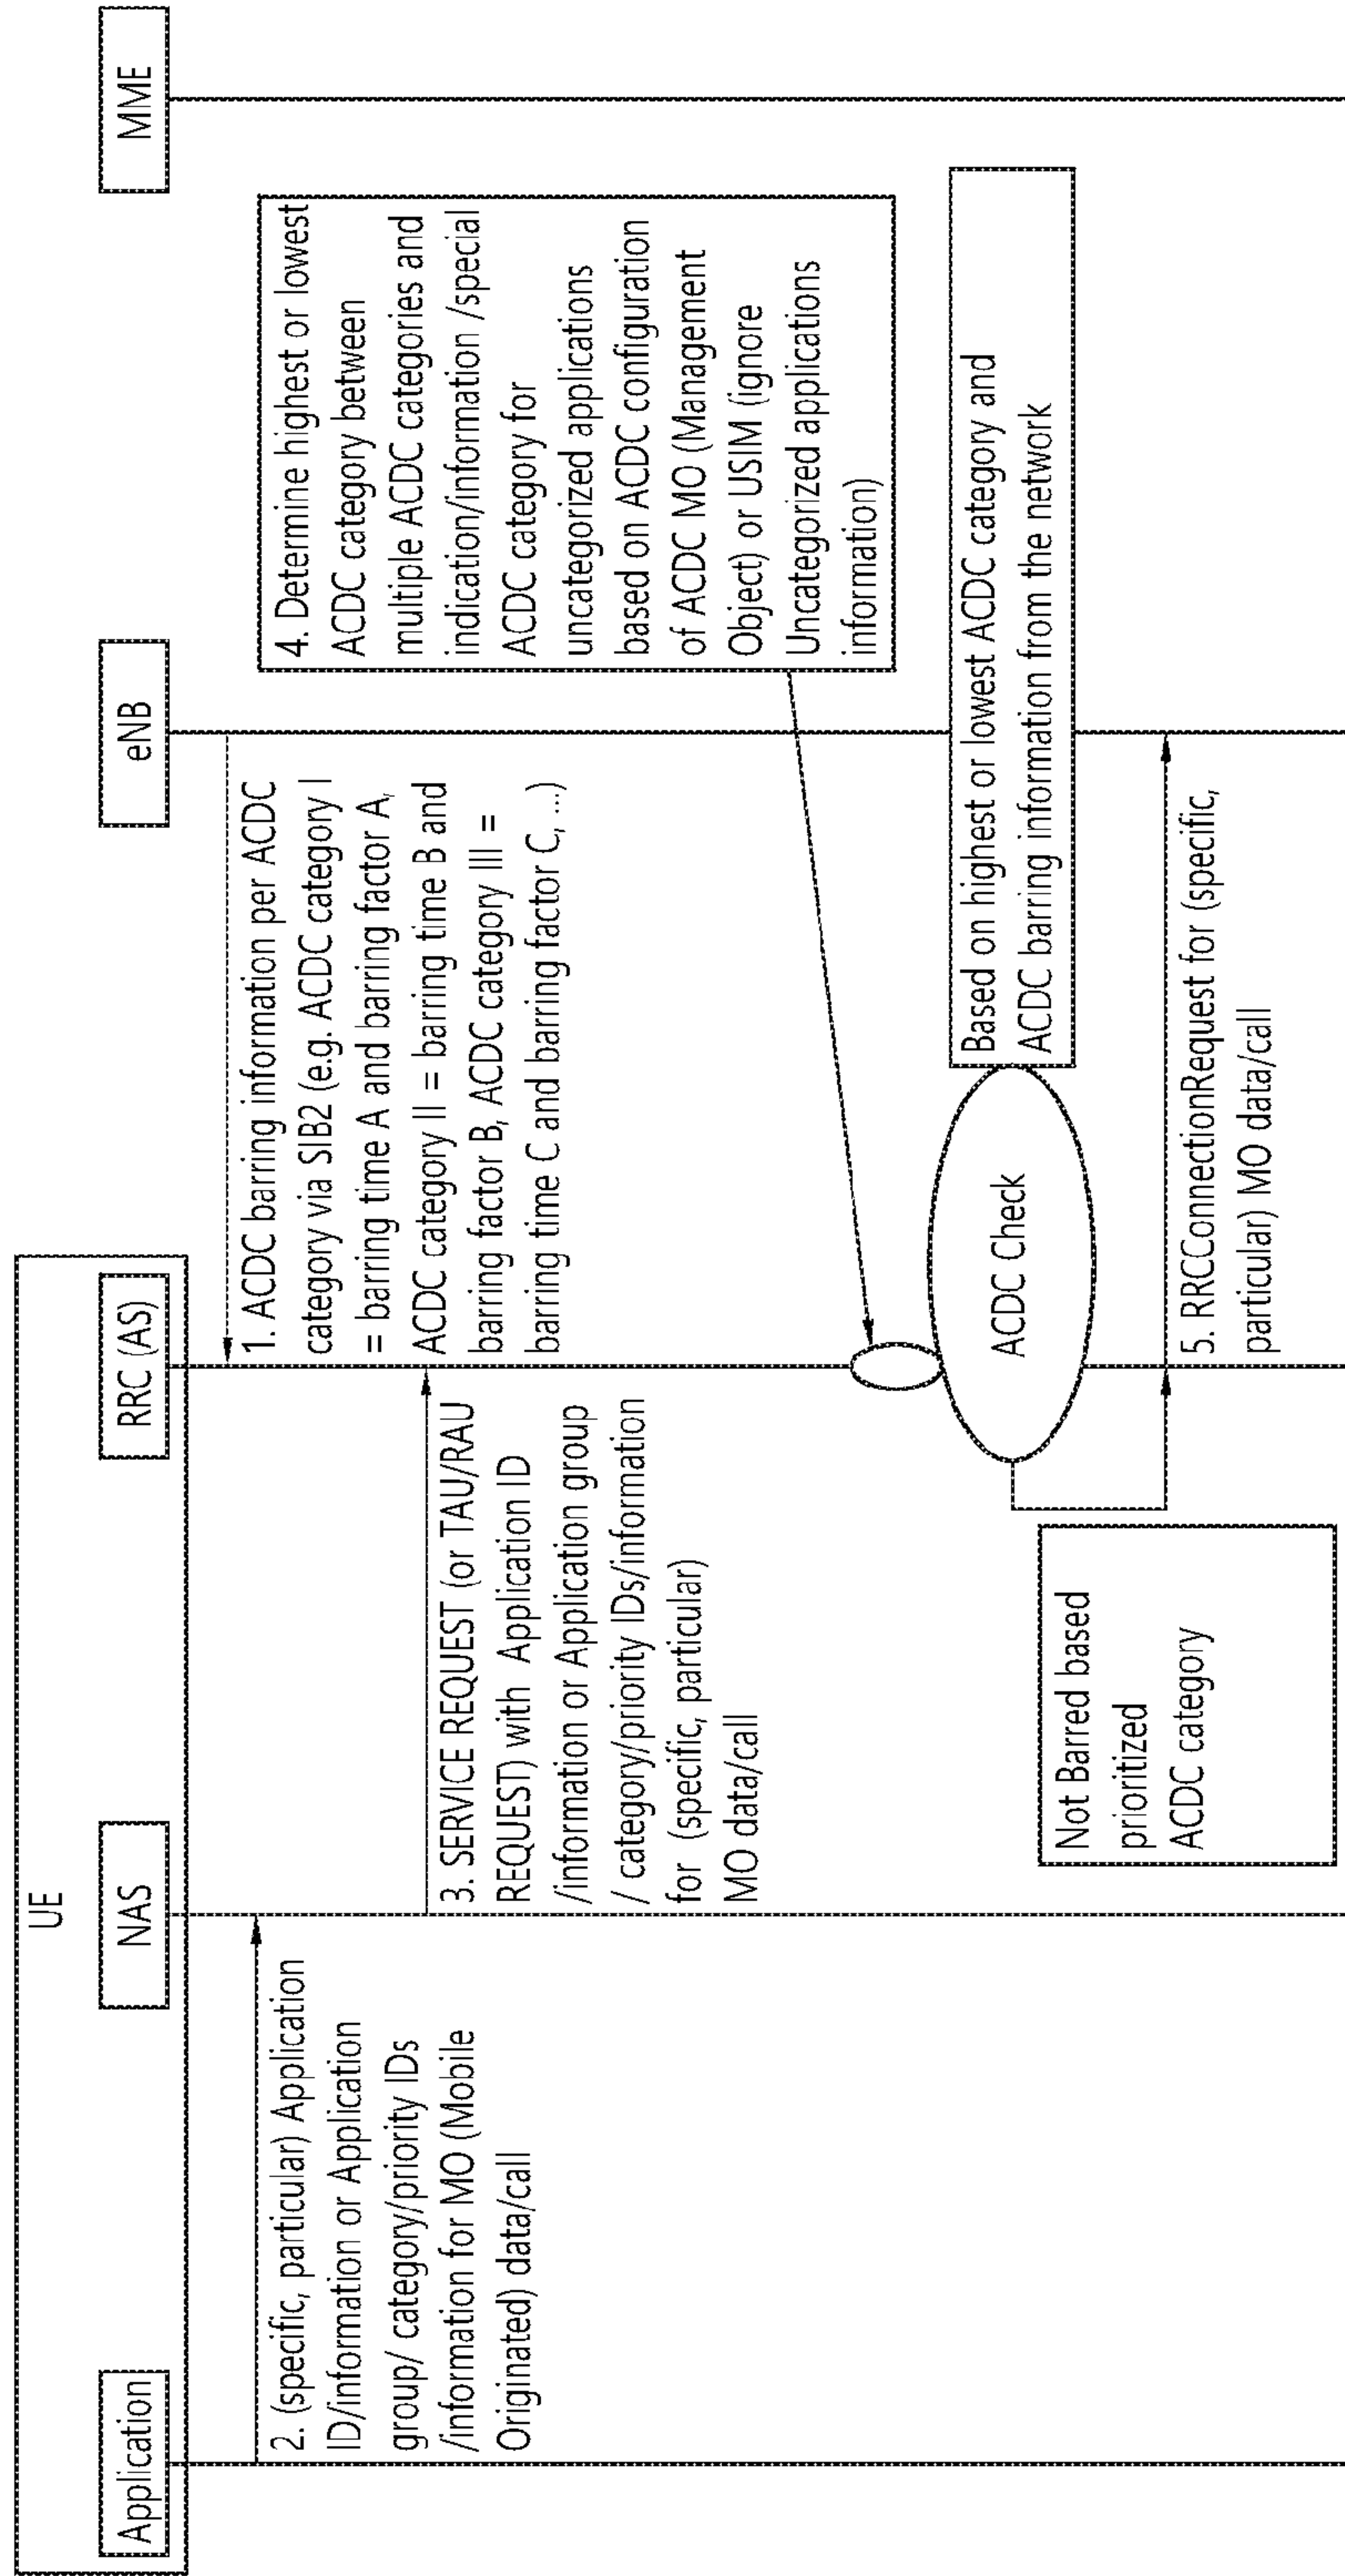 UE
Application
NAS
RRC (AS)
eNB
MME
1. ACDC barring information per ACDC
category via SIB2 (e.g. ACDC category I
= barring time A and barring factor A,
ACDC category II = barring time B and
barring factor B, ACDC category III =
barring time C and barring factor C, ...)
2. (specific, particular) Application
ID/information or Application
group/ category/priority IDs
/information for MO (Mobile
Originated) data/call
3. SERVICE REQUEST (or TAU/RAU
REQUEST) with Application ID
/information or Application group
/ category/priority IDs/information
for (specific, particular)
MO data/call
4. Determine highest or lowest
ACDC category between
multiple ACDC categories and
indication/information /special
ACDC category for
uncategorized applications
based on ACDC configuration
of ACDC MO (Management
Object) or USIM (ignore
Uncategorized applications
information)
ACDC Check
Based on highest or lowest ACDC category and
ACDC barring information from the network
Not Barred based
prioritized
ACDC category
5. RRCConnectionRequest for (specific,
particular) MO data/call